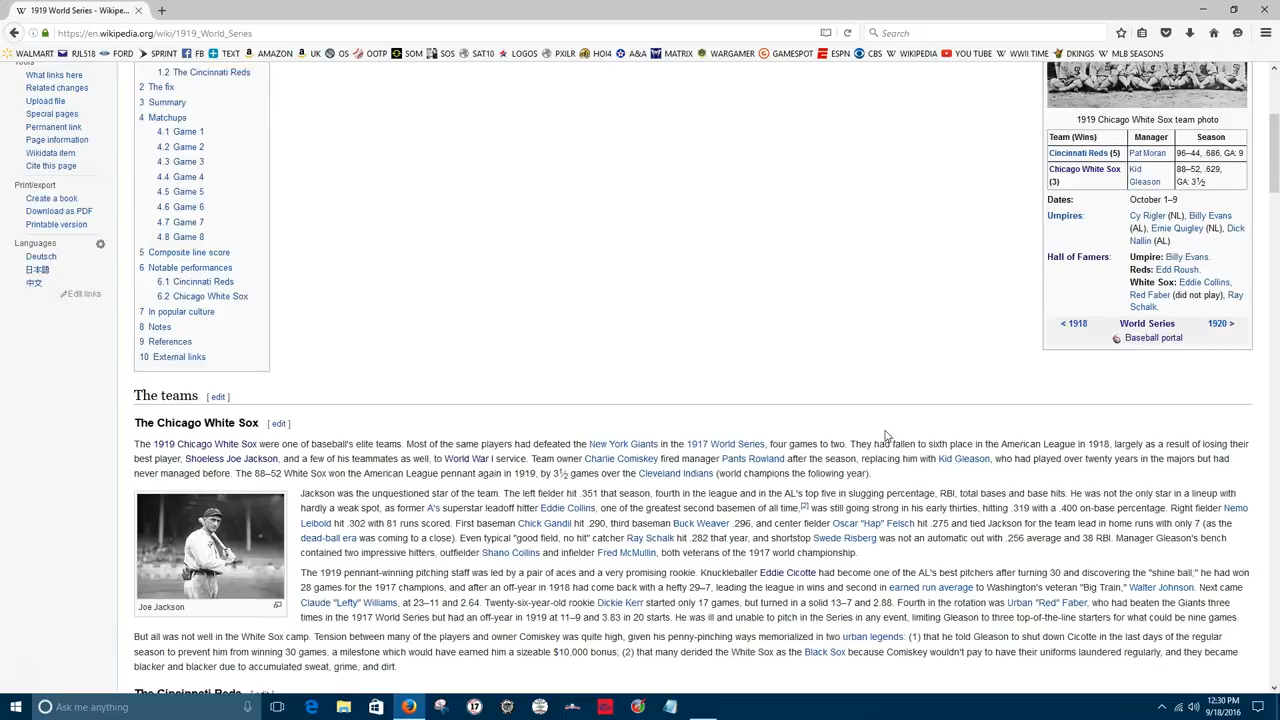 1919 World Series - Wikipe...
https://en.wikipedia.org/wiki/1919_World_Series
Search
WALMART RJL518 FORD SPRINT FB TEXT AMAZON UK OS OOTP SOM SOS SAT10 LOGOS PXILR HOI4 A&A MATRIX WARGAMER GAMESPOT ESPN CBS WIKIPEDIA YOU TUBE WWII TIME DKINGS MLB SEASONS
Tools
What links here
Related changes
Upload file
Special pages
Permanent link
Page information
Wikidata item
Cite this page
Print/export
Create a book
Download as PDF
Printable version
Languages
Deutsch
日本語
中文
Edit links
1.2 The Cincinnati Reds
2 The fix
3 Summary
4 Matchups
4.1 Game 1
4.2 Game 2
4.3 Game 3
4.4 Game 4
4.5 Game 5
4.6 Game 6
4.7 Game 7
4.8 Game 8
5 Composite line score
6 Notable performances
6.1 Cincinnati Reds
6.2 Chicago White Sox
7 In popular culture
8 Notes
9 References
10 External links
1919 Chicago White Sox team photo
Team (Wins) Manager Season
Cincinnati Reds (5) Pat Moran 96–44, .686, GA: 9
Chicago White Sox (3) Kid Gleason 88–52, .629, GA: 3½
Dates: October 1–9
Umpires: Cy Rigler (NL), Billy Evans
(AL), Ernie Quigley (NL), Dick
Nallin (AL)
Hall of Famers: Umpire: Billy Evans.
Reds: Edd Roush.
White Sox: Eddie Collins,
Red Faber (did not play), Ray
Schalk.
< 1918 World Series 1920 >
Baseball portal
The teams [ edit ]
The Chicago White Sox [ edit ]
The 1919 Chicago White Sox were one of baseball's elite teams. Most of the same players had defeated the New York Giants in the 1917 World Series, four games to two. They had fallen to sixth place in the American League in 1918, largely as a result of losing their
best player, Shoeless Joe Jackson, and a few of his teammates as well, to World War I service. Team owner Charlie Comiskey fired manager Pants Rowland after the season, replacing him with Kid Gleason, who had played over twenty years in the majors but had
never managed before. The 88–52 White Sox won the American League pennant again in 1919, by 3½ games over the Cleveland Indians (world champions the following year).
Joe Jackson
Jackson was the unquestioned star of the team. The left fielder hit .351 that season, fourth in the league and in the AL's top five in slugging percentage, RBI, total bases and base hits. He was not the only star in a lineup with
hardly a weak spot, as former A's superstar leadoff hitter Eddie Collins, one of the greatest second basemen of all time,[2] was still going strong in his early thirties, hitting .319 with a .400 on-base percentage. Right fielder Nemo
Leibold hit .302 with 81 runs scored. First baseman Chick Gandil hit .290, third baseman Buck Weaver .296, and center fielder Oscar "Hap" Felsch hit .275 and tied Jackson for the team lead in home runs with only 7 (as the
dead-ball era was coming to a close). Even typical "good field, no hit" catcher Ray Schalk hit .282 that year, and shortstop Swede Risberg was not an automatic out with .256 average and 38 RBI. Manager Gleason's bench
contained two impressive hitters, outfielder Shano Collins and infielder Fred McMullin, both veterans of the 1917 world championship.
The 1919 pennant-winning pitching staff was led by a pair of aces and a very promising rookie. Knuckleballer Eddie Cicotte had become one of the AL's best pitchers after turning 30 and discovering the "shine ball;" he had won
28 games for the 1917 champions, and after an off-year in 1918 had come back with a hefty 29–7, leading the league in wins and second in earned run average to Washington's veteran "Big Train," Walter Johnson. Next came
Claude "Lefty" Williams, at 23–11 and 2.64. Twenty-six-year-old rookie Dickie Kerr started only 17 games, but turned in a solid 13–7 and 2.88. Fourth in the rotation was Urban "Red" Faber, who had beaten the Giants three
times in the 1917 World Series but had an off-year in 1919 at 11–9 and 3.83 in 20 starts. He was ill and unable to pitch in the Series in any event, limiting Gleason to three top-of-the-line starters for what could be nine games.
But all was not well in the White Sox camp. Tension between many of the players and owner Comiskey was quite high, given his penny-pinching ways memorialized in two urban legends: (1) that he told Gleason to shut down Cicotte in the last days of the regular
season to prevent him from winning 30 games, a milestone which would have earned him a sizeable $10,000 bonus; (2) that many derided the White Sox as the Black Sox because Comiskey wouldn't pay to have their uniforms laundered regularly, and they became
blacker and blacker due to accumulated sweat, grime, and dirt.
The Cincinnati Reds [ edit ]
Ask me anything
17
12:30 PM
9/18/2016